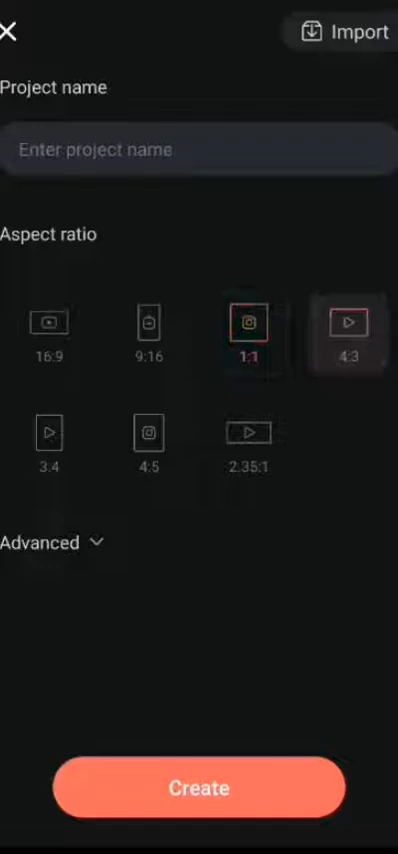 Import
Project name
Enter project name
Aspect ratio
16:9
9:16
1:1
4:3
3:4
4:5
2.35:1
Advanced
Create